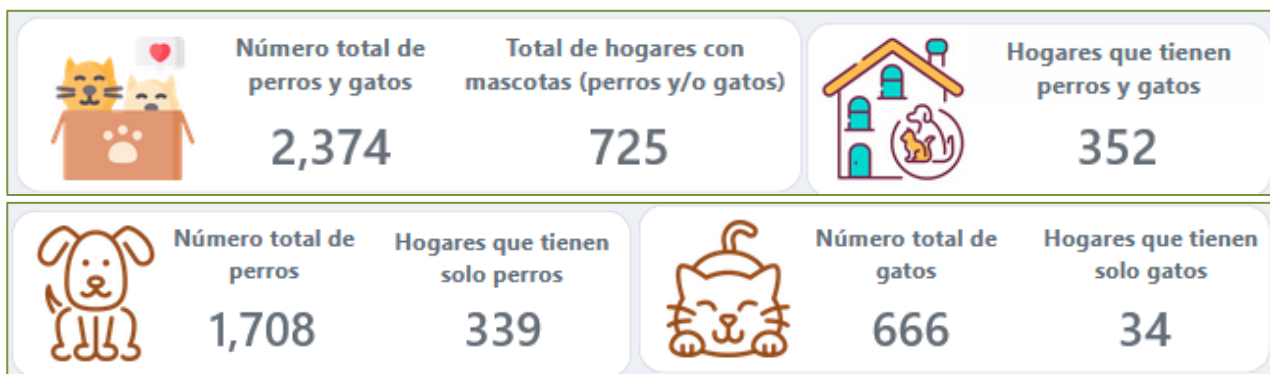 Número total de
perros y gatos
2,374
Total de hogares con
mascotas (perros y/o gatos)
725
Hogares que tienen
perros y gatos
352
Número total de
perros
1,708
Hogares que tienen
solo perros
339
Número total de
gatos
666
Hogares que tienen
solo gatos
34